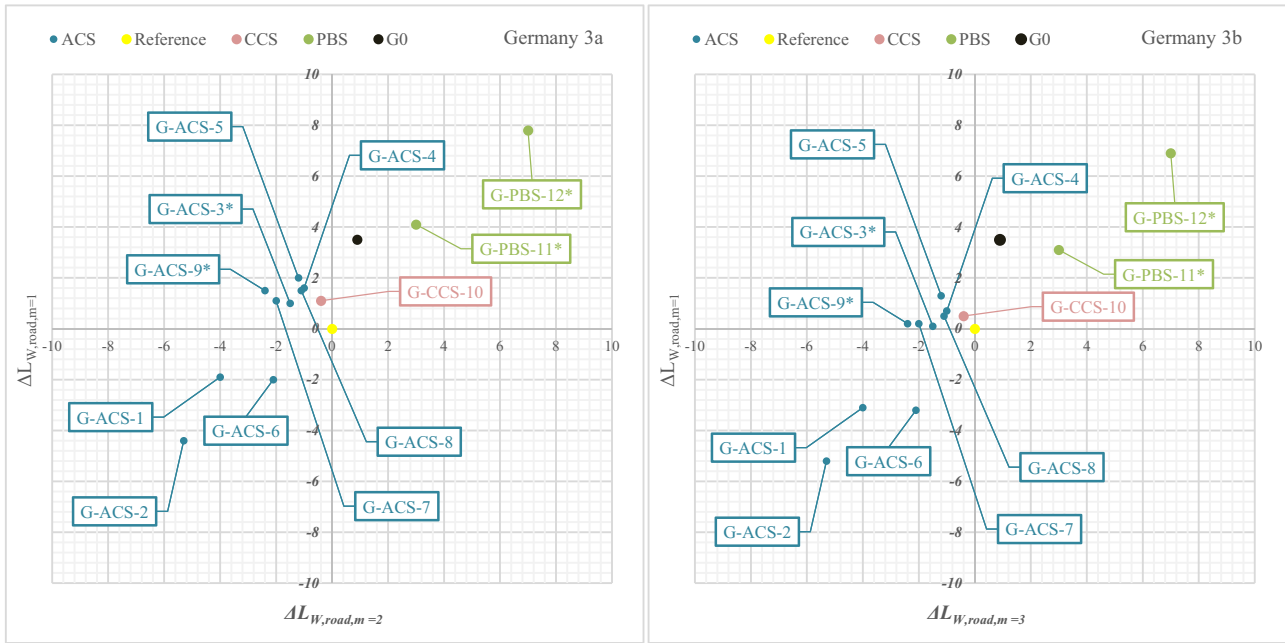 ACS Reference CCS PBS G0 Germany 3a
10
8
6
4
2
0
-2
-4
-6
-8
-10
-10 -8 -6 -4 -2 0 2 4 6 8 10
G-ACS-5
G-ACS-4
G-ACS-3*
G-PBS-12*
G-PBS-11*
G-ACS-9*
G-CCS-10
G-ACS-1
G-ACS-6
G-ACS-8
G-ACS-2
G-ACS-7
ΔL W,road,m=1
ΔL W,road,m =2
ACS Reference CCS PBS G0 Germany 3b
10
8
6
4
2
0
-2
-4
-6
-8
-10
-10 -8 -6 -4 -2 0 2 4 6 8 10
G-ACS-5
G-ACS-4
G-ACS-3*
G-PBS-12*
G-PBS-11*
G-ACS-9*
G-CCS-10
G-ACS-1
G-ACS-6
G-ACS-8
G-ACS-2
G-ACS-7
ΔL W,road,m=1
ΔL W,road,m =3